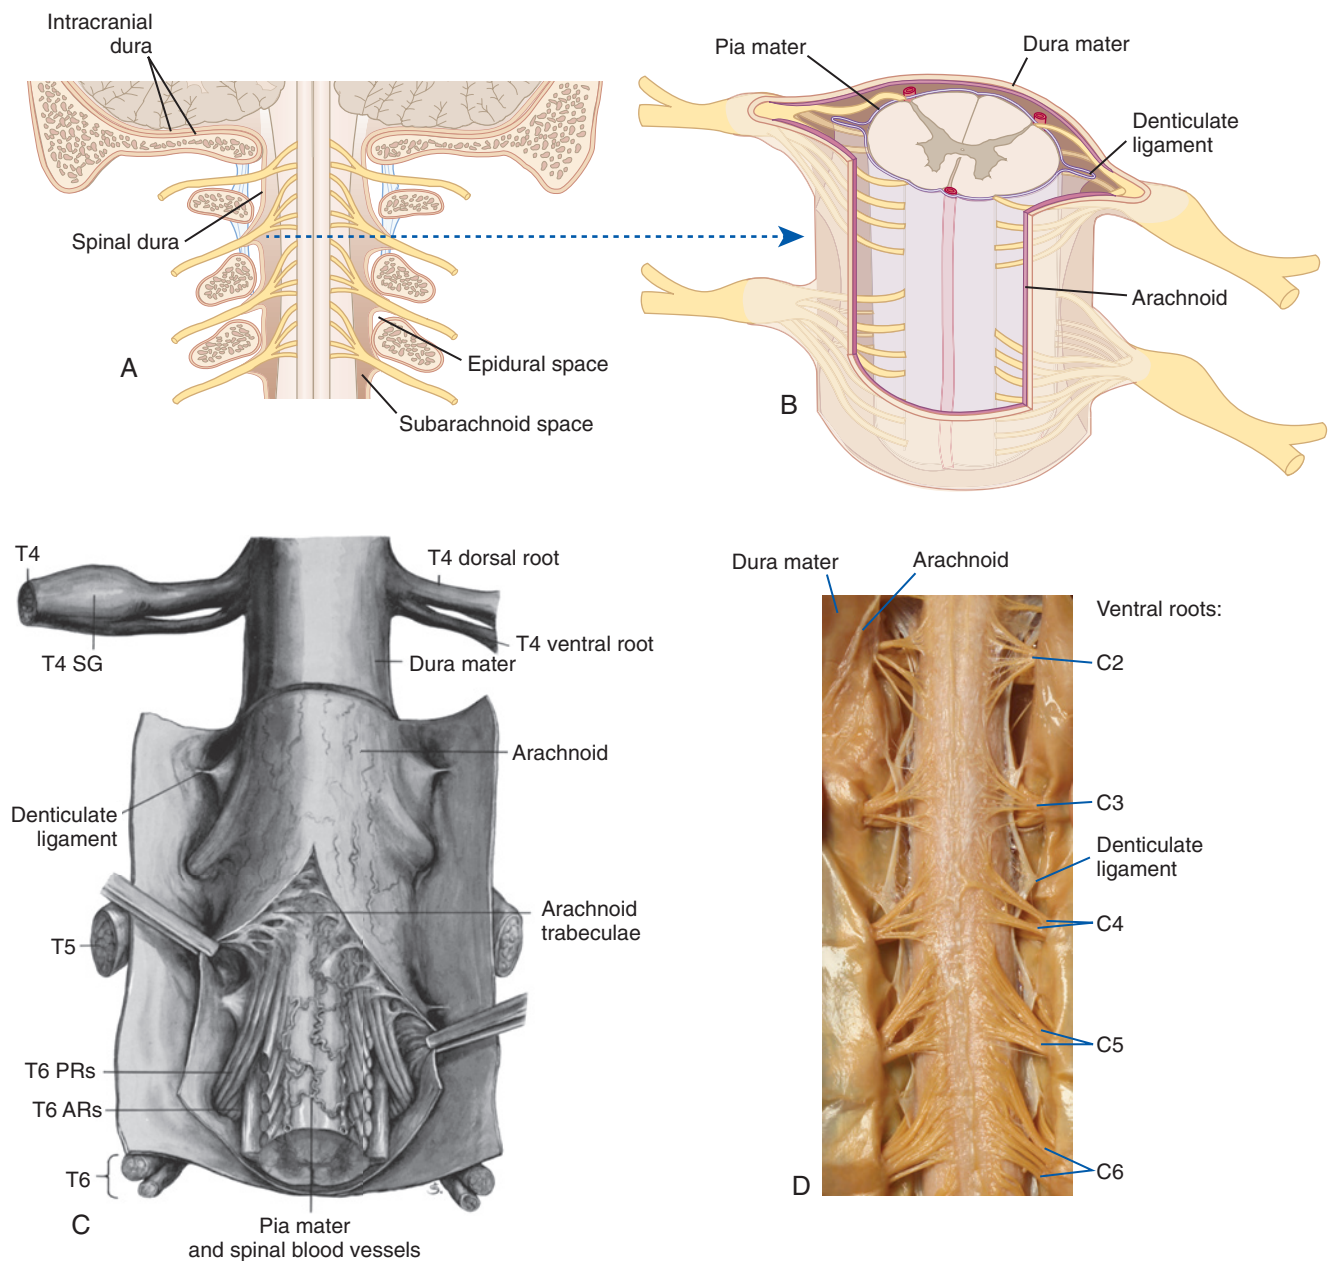 Intracranial
dura
Spinal dura
Epidural space
Subarachnoid space
A
Pia mater
Dura mater
Denticulate
ligament
Arachnoid
B
T4
T4 SG
T4 dorsal root
T4 ventral root
Dura mater
Arachnoid
Denticulate
ligament
Arachnoid
trabeculae
T5
T6 PRs
T6 ARs
T6
S.
C
Pia mater
and spinal blood vessels
Dura mater
Arachnoid
Ventral roots:
C2
C3
Denticulate
ligament
C4
C5
C6
D